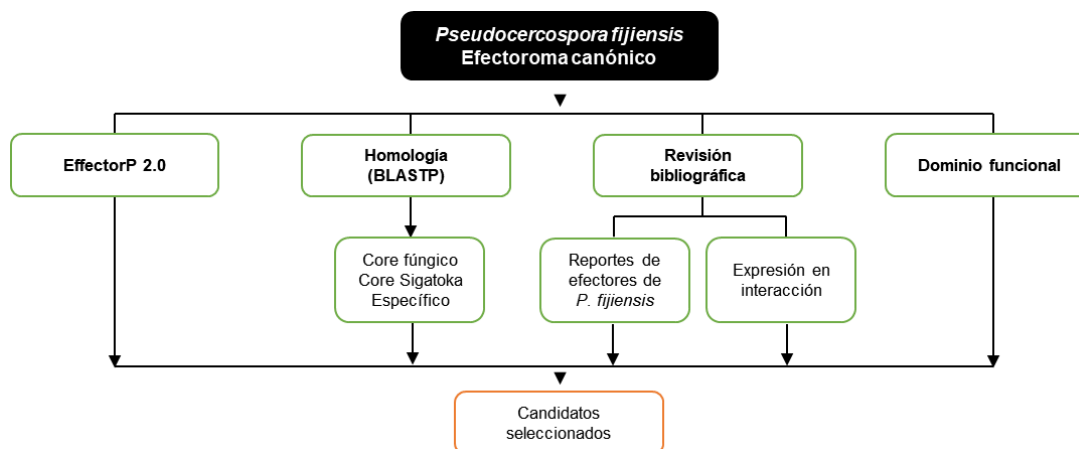 Pseudocercospora fijiensis
Efectoroma canónico
EffectorP 2.0
Homología
(BLASTP)
Revisión
bibliográfica
Dominio funcional
Core fúngico
Core Sigatoka
Específico
Reportes de
efectores de
P. fijiensis
Expresión en
interacción
Candidatos
seleccionados